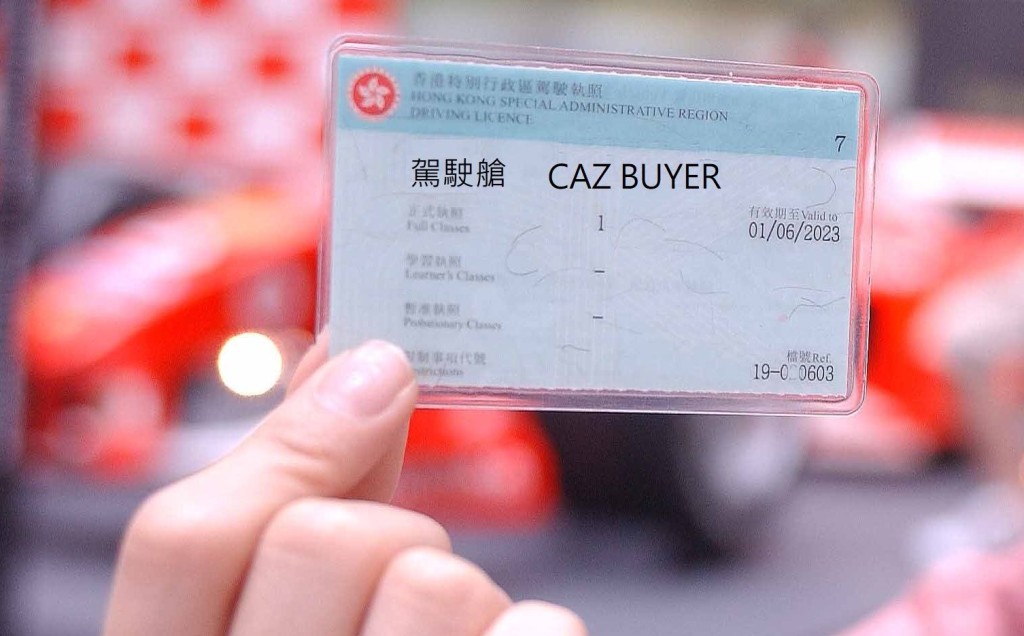 香港特別行政區駕駛執照
HONG KONG SPECIAL ADMINISTRATIVE REGION
DRIVING LICENCE
7
駕駛艙 CAZ BUYER
正式執照
Full Classes
1
有效期至 Valid to
01/06/2023
學習執照
Learner's Classes
-
暫准執照
Probationary Classes
-
制事項代號
檔號 Ref.
19-0 0603